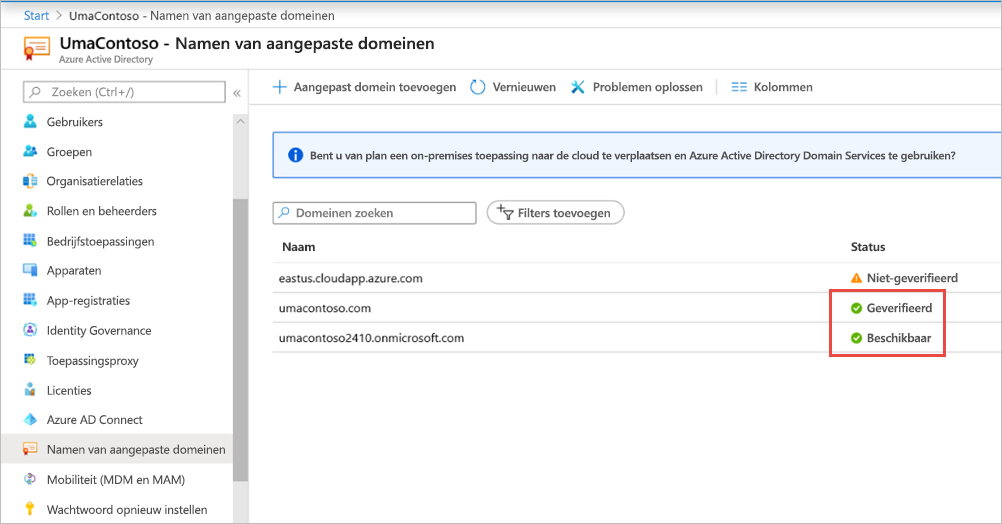 Start > UmaContoso - Namen van aangepaste domeinen
UmaContoso - Namen van aangepaste domeinen
Azure Active Directory
Zoeken (Ctrl+/)
«
Gebruikers
Groepen
Organisatierelaties
Rollen en beheerders
Bedrijfstoepassingen
Apparaten
App-registraties
Identity Governance
Toepassingsproxy
Licenties
Azure AD Connect
Namen van aangepaste domeinen
Mobiliteit (MDM en MAM)
Wachtwoord opnieuw instellen
Aangepast domein toevoegen Vernieuwen Problemen oplossen Kolommen
Bent u van plan een on-premises toepassing naar de cloud te verplaatsen en Azure Active Directory Domain Services te gebruiken?
Domeinen zoeken Filters toevoegen
Naam Status
eastus.cloudapp.azure.com Niet-geverifieerd
umacontoso.com Geverifieerd
umacontoso2410.onmicrosoft.com Beschikbaar